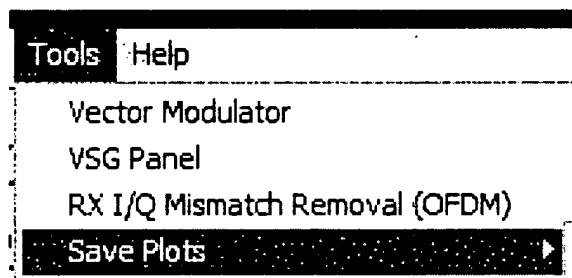 Tools Help
Vector Modulator
VSG Panel
RX I/Q Mismatch Removal (OFDM)
Save Plots